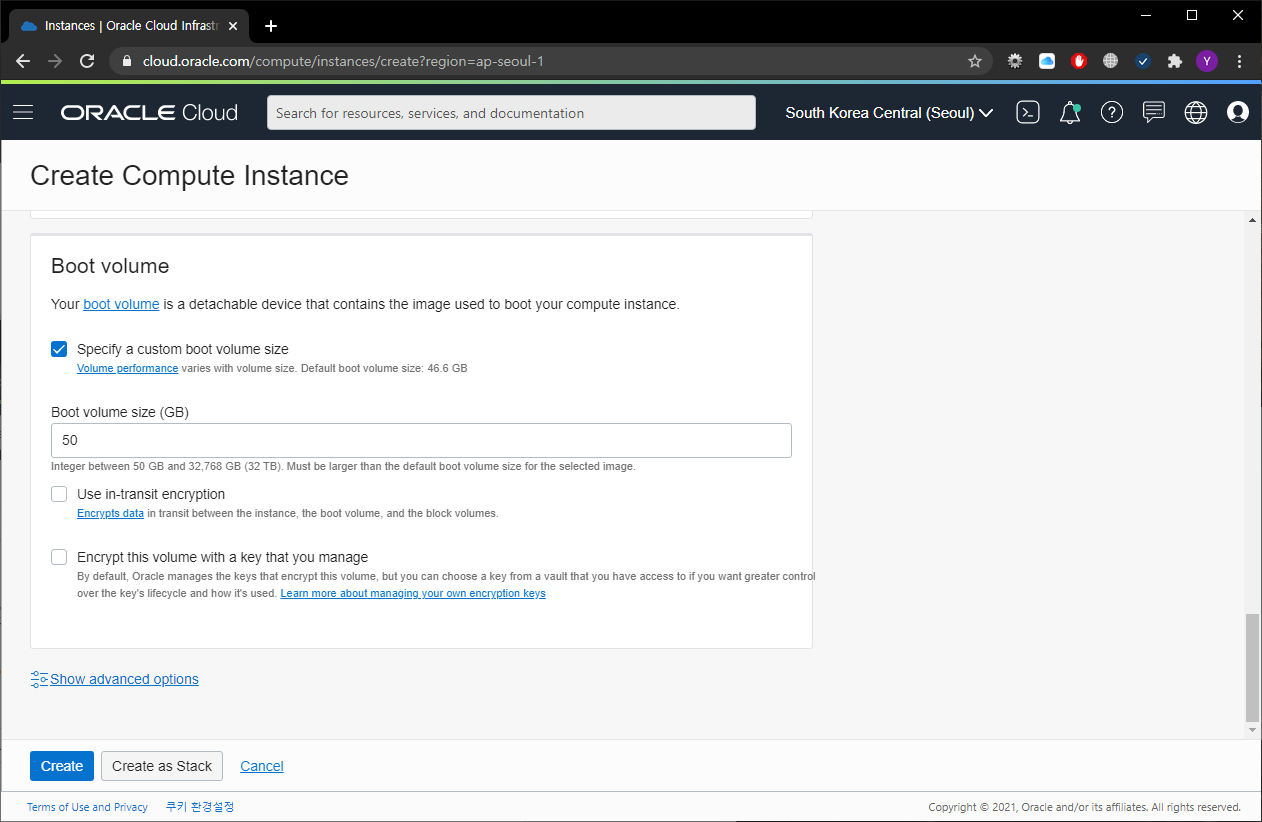 Instances | Oracle Cloud Infrastr
cloud.oracle.com/compute/instances/create?region=ap-seoul-1
Y
ORACLE Cloud
Search for resources, services, and documentation
South Korea Central (Seoul)
Create Compute Instance
Boot volume
Your boot volume is a detachable device that contains the image used to boot your compute instance.
Specify a custom boot volume size
Volume performance varies with volume size. Default boot volume size: 46.6 GB
Boot volume size (GB)
50
Integer between 50 GB and 32,768 GB (32 TB). Must be larger than the default boot volume size for the selected image.
Use in-transit encryption
Encrypts data in transit between the instance, the boot volume, and the block volumes.
Encrypt this volume with a key that you manage
By default, Oracle manages the keys that encrypt this volume, but you can choose a key from a vault that you have access to if you want greater control
over the key's lifecycle and how it's used. Learn more about managing your own encryption keys
Show advanced options
Create
Create as Stack
Cancel
Terms of Use and Privacy
쿠키 환경설정
Copyright © 2021, Oracle and/or its affiliates. All rights reserved.